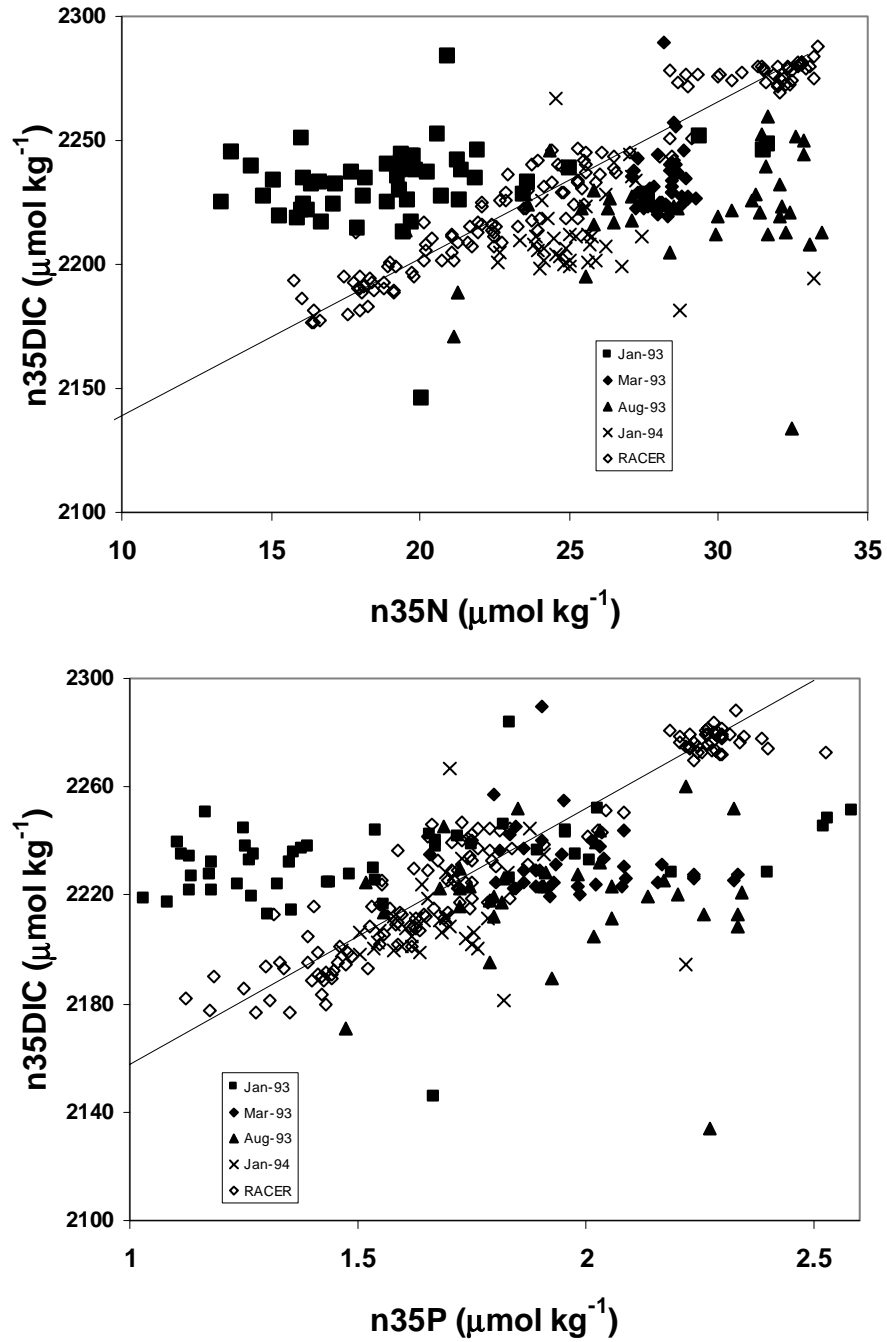 2300
2250
2200
2150
2100
n35DIC (μmol kg⁻¹)
Jan-93
Mar-93
Aug-93
Jan-94
RACER
10 15 20 25 30 35
n35N (μmol kg⁻¹)
2300
2260
2220
2180
2140
2100
n35DIC (μmol kg⁻¹)
Jan-93
Mar-93
Aug-93
Jan-94
RACER
1 1.5 2 2.5
n35P (μmol kg⁻¹)